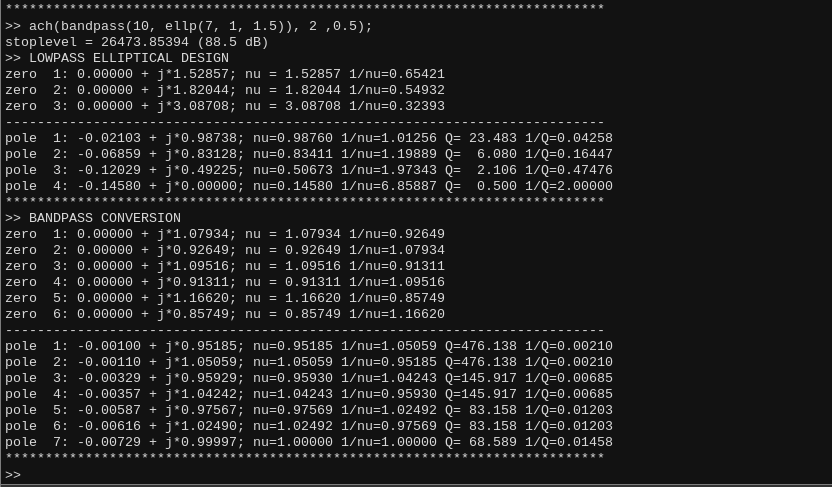 ***************************************************************************
>> ach(bandpass(10, ellp(7, 1, 1.5)), 2 ,0.5);
stoplevel = 26473.85394 (88.5 dB)
>> LOWPASS ELLIPTICAL DESIGN
zero  1: 0.00000 + j*1.52857; nu = 1.52857 1/nu=0.65421
zero  2: 0.00000 + j*1.82044; nu = 1.82044 1/nu=0.54932
zero  3: 0.00000 + j*3.08708; nu = 3.08708 1/nu=0.32393
---------------------------------------------------------------------------
pole  1: -0.02103 + j*0.98738; nu=0.98760 1/nu=1.01256 Q= 23.483 1/Q=0.04258
pole  2: -0.06859 + j*0.83128; nu=0.83411 1/nu=1.19889 Q=  6.080 1/Q=0.16447
pole  3: -0.12029 + j*0.49225; nu=0.50673 1/nu=1.97343 Q=  2.106 1/Q=0.47476
pole  4: -0.14580 + j*0.00000; nu=0.14580 1/nu=6.85887 Q=  0.500 1/Q=2.00000
***************************************************************************
>> BANDPASS CONVERSION
zero  1: 0.00000 + j*1.07934; nu = 1.07934 1/nu=0.92649
zero  2: 0.00000 + j*0.92649; nu = 0.92649 1/nu=1.07934
zero  3: 0.00000 + j*1.09516; nu = 1.09516 1/nu=0.91311
zero  4: 0.00000 + j*0.91311; nu = 0.91311 1/nu=1.09516
zero  5: 0.00000 + j*1.16620; nu = 1.16620 1/nu=0.85749
zero  6: 0.00000 + j*0.85749; nu = 0.85749 1/nu=1.16620
---------------------------------------------------------------------------
pole  1: -0.00100 + j*0.95185; nu=0.95185 1/nu=1.05059 Q=476.138 1/Q=0.00210
pole  2: -0.00110 + j*1.05059; nu=1.05059 1/nu=0.95185 Q=476.138 1/Q=0.00210
pole  3: -0.00329 + j*0.95929; nu=0.95930 1/nu=1.04243 Q=145.917 1/Q=0.00685
pole  4: -0.00357 + j*1.04242; nu=1.04243 1/nu=0.95930 Q=145.917 1/Q=0.00685
pole  5: -0.00587 + j*0.97567; nu=0.97569 1/nu=1.02492 Q= 83.158 1/Q=0.01203
pole  6: -0.00616 + j*1.02490; nu=1.02492 1/nu=0.97569 Q= 83.158 1/Q=0.01203
pole  7: -0.00729 + j*0.99997; nu=1.00000 1/nu=1.00000 Q= 68.589 1/Q=0.01458
***************************************************************************
>>